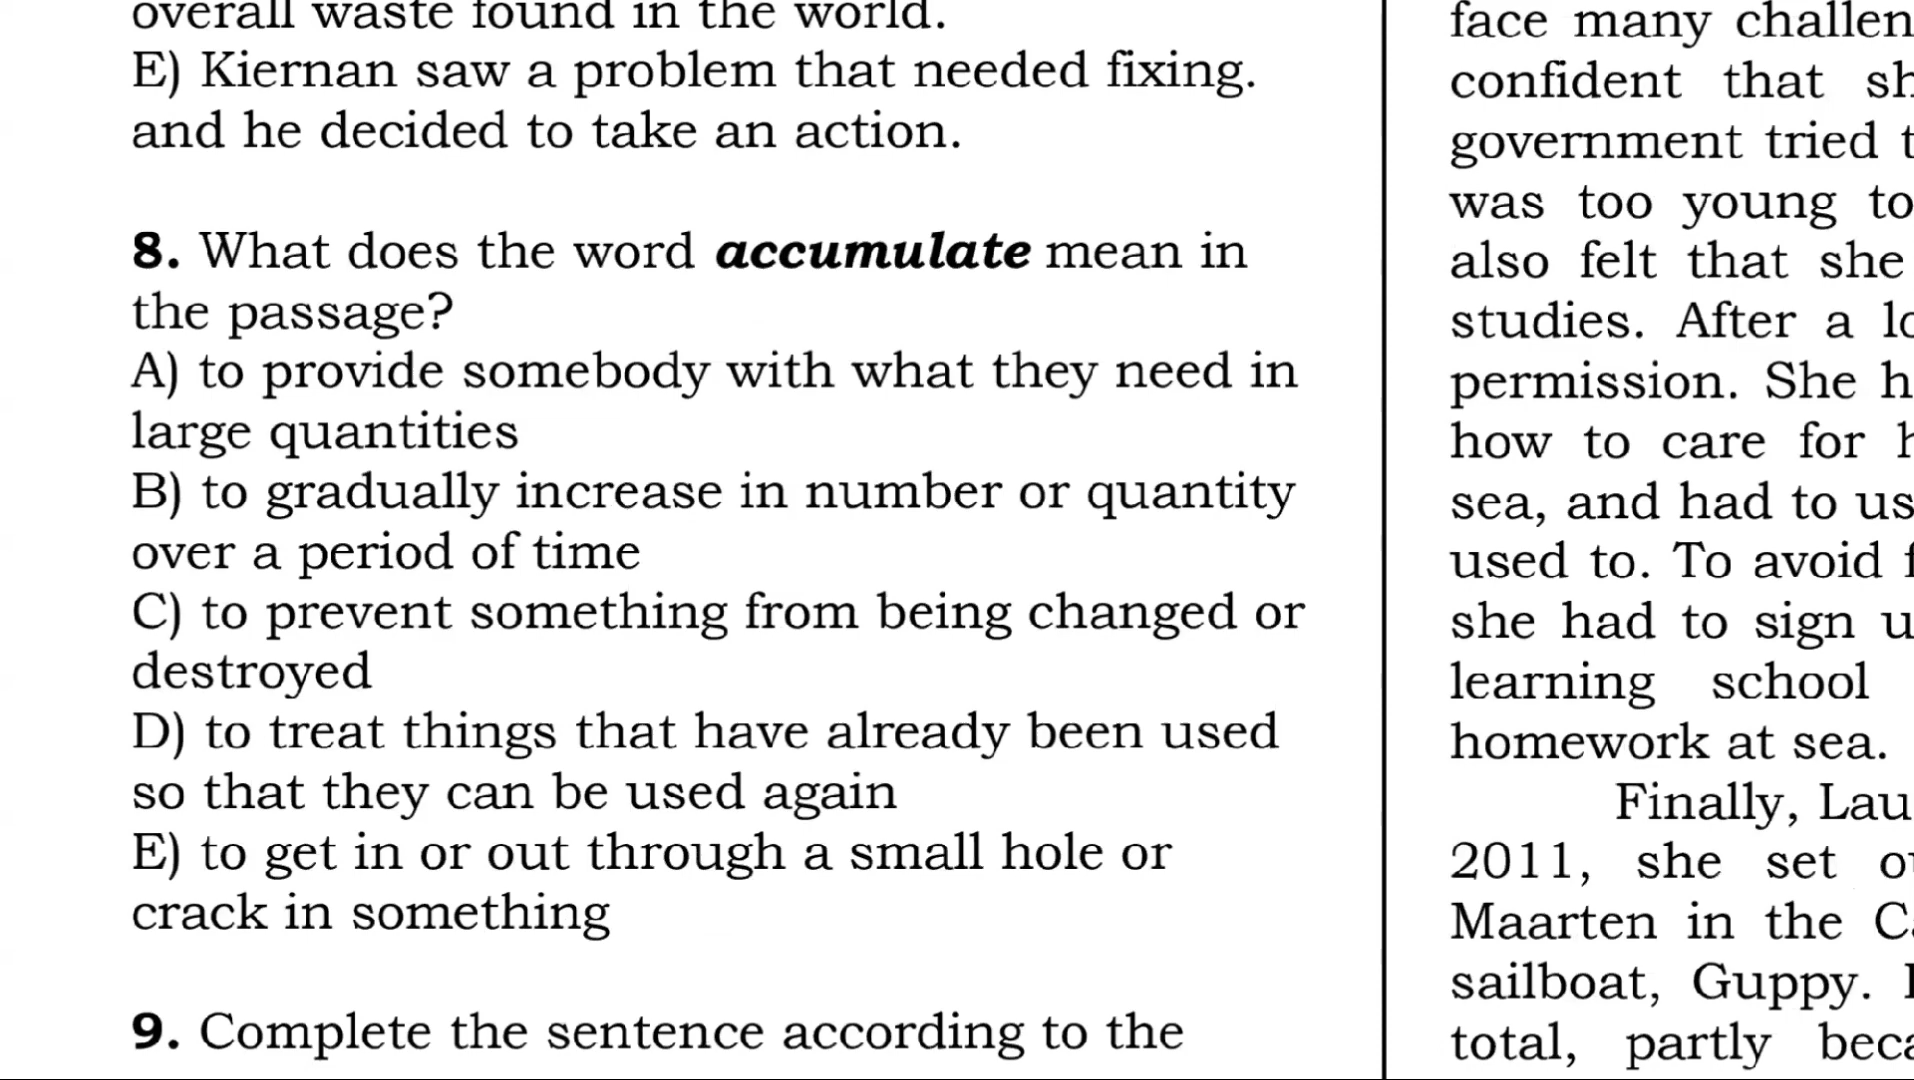 overall waste found in the world.
E) Kiernan saw a problem that needed fixing.
and he decided to take an action.
8. What does the word accumulate mean in
the passage?
A) to provide somebody with what they need in
large quantities
B) to gradually increase in number or quantity
over a period of time
C) to prevent something from being changed or
destroyed
D) to treat things that have already been used
so that they can be used again
E) to get in or out through a small hole or
crack in something
9. Complete the sentence according to the
face many
confident that
government tried
was too young to
also felt that she
studies. After a
permission. She
how to care for
sea, and had to
used to. To avoid
she had to sign
learning school
homework at sea.
Finally,
2011, she set
Maarten in the
sailboat, Guppy.
total, partly